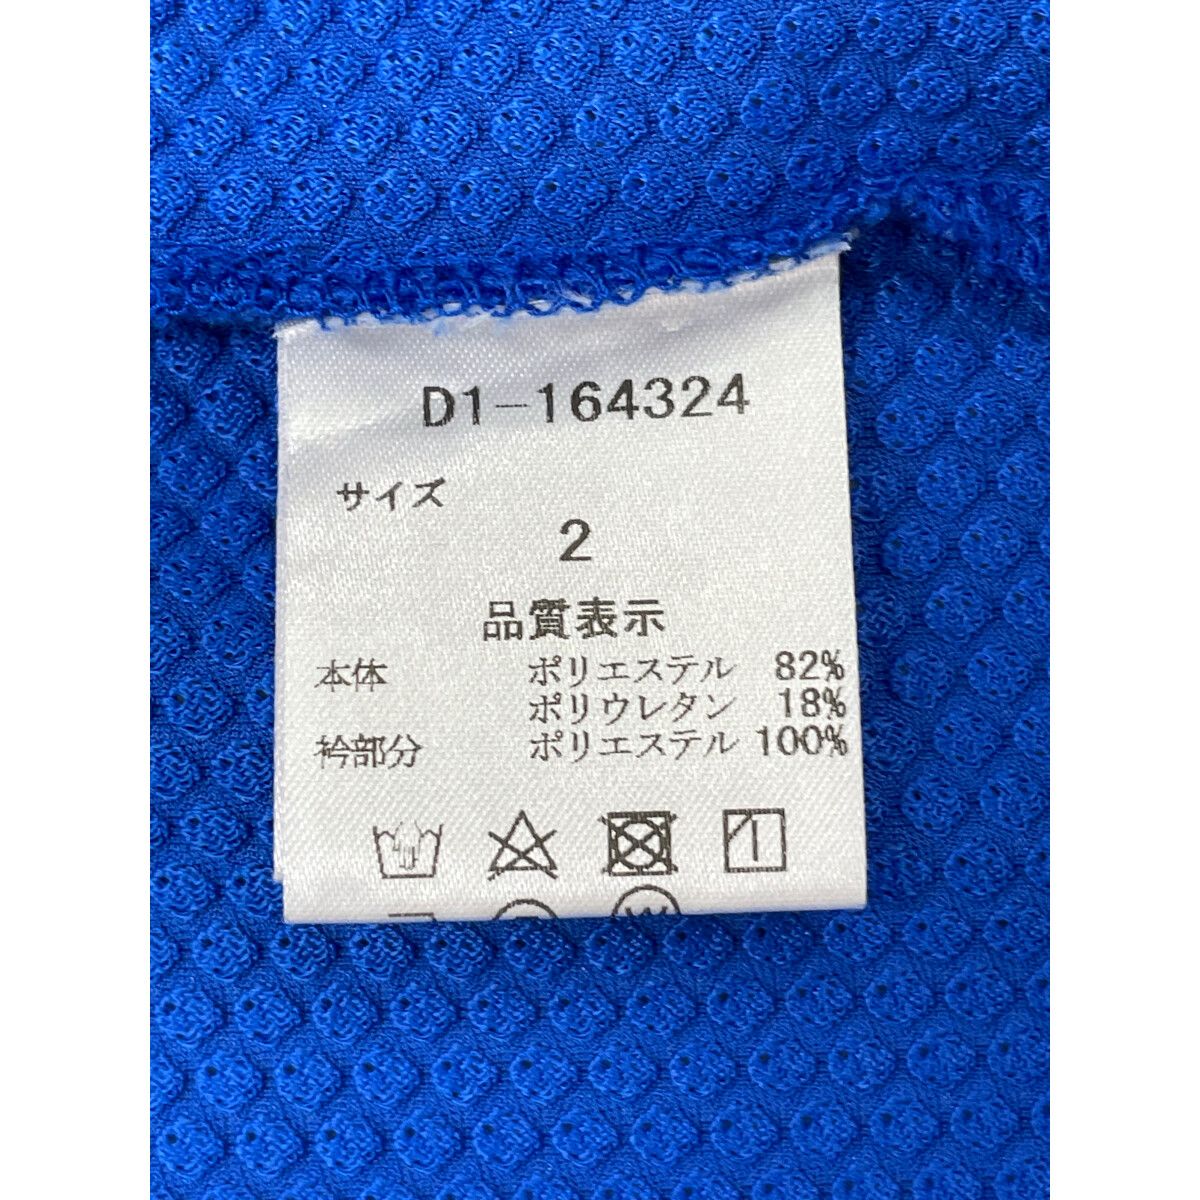 D1-164324
サイズ
2
品質表示
本体 ポリエステル 82%
ポリウレタン 18%
衿部分 ポリエステル 100%